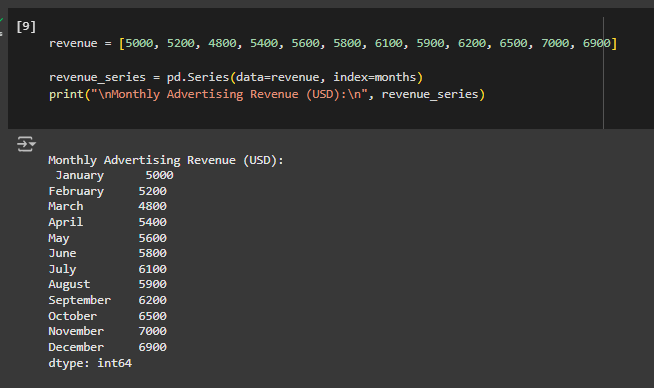 [9]
revenue = [5000, 5200, 4800, 5400, 5600, 5800, 6100, 5900, 6200, 6500, 7000, 6900]
revenue_series = pd.Series(data=revenue, index=months)
print("\nMonthly Advertising Revenue (USD):\n", revenue_series)
Monthly Advertising Revenue (USD):
January 5000
February 5200
March 4800
April 5400
May 5600
June 5800
July 6100
August 5900
September 6200
October 6500
November 7000
December 6900
dtype: int64